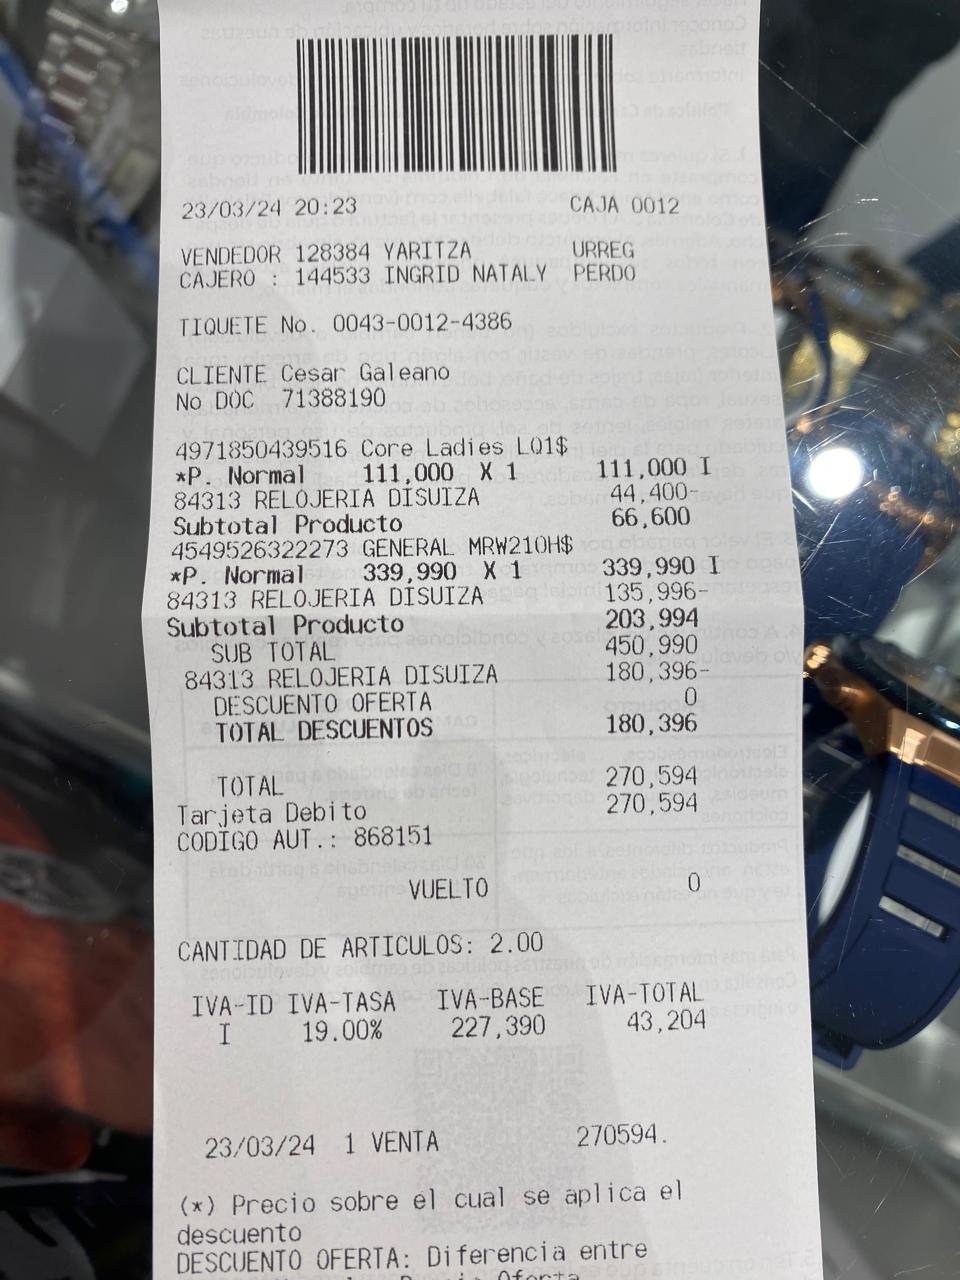 23/03/24 20:23 CAJA 0012
VENDEDOR 128384 YARITZA URREG
CAJERO : 144533 INGRID NATALY PERDO
TIQUETE No. 0043-0012-4386
CLIENTE Cesar Galeano
No DOC 71388190
4971850439516 Core Ladies LQ1$
*P. Normal 111,000 X 1 111,000 I
84313 RELOJERIA DISUIZA 44,400-
Subtotal Producto 66,600
4549526322273 GENERAL MRW210H$
*P. Normal 339,990 X 1 339,990 I
84313 RELOJERIA DISUIZA 135,996-
Subtotal Producto 203,994
SUB TOTAL 450,990
84313 RELOJERIA DISUIZA 180,396-
DESCUENTO OFERTA 0
TOTAL DESCUENTOS 180,396
TOTAL 270,594
Tarjeta Debito 270,594
CODIGO AUT.: 868151
VUELTO 0
CANTIDAD DE ARTICULOS: 2.00
IVA-ID IVA-TASA IVA-BASE IVA-TOTAL
I 19.00% 227,390 43,204
23/03/24 1 VENTA 270594.
(*) Precio sobre el cual se aplica el
descuento
DESCUENTO OFERTA: Diferencia entre